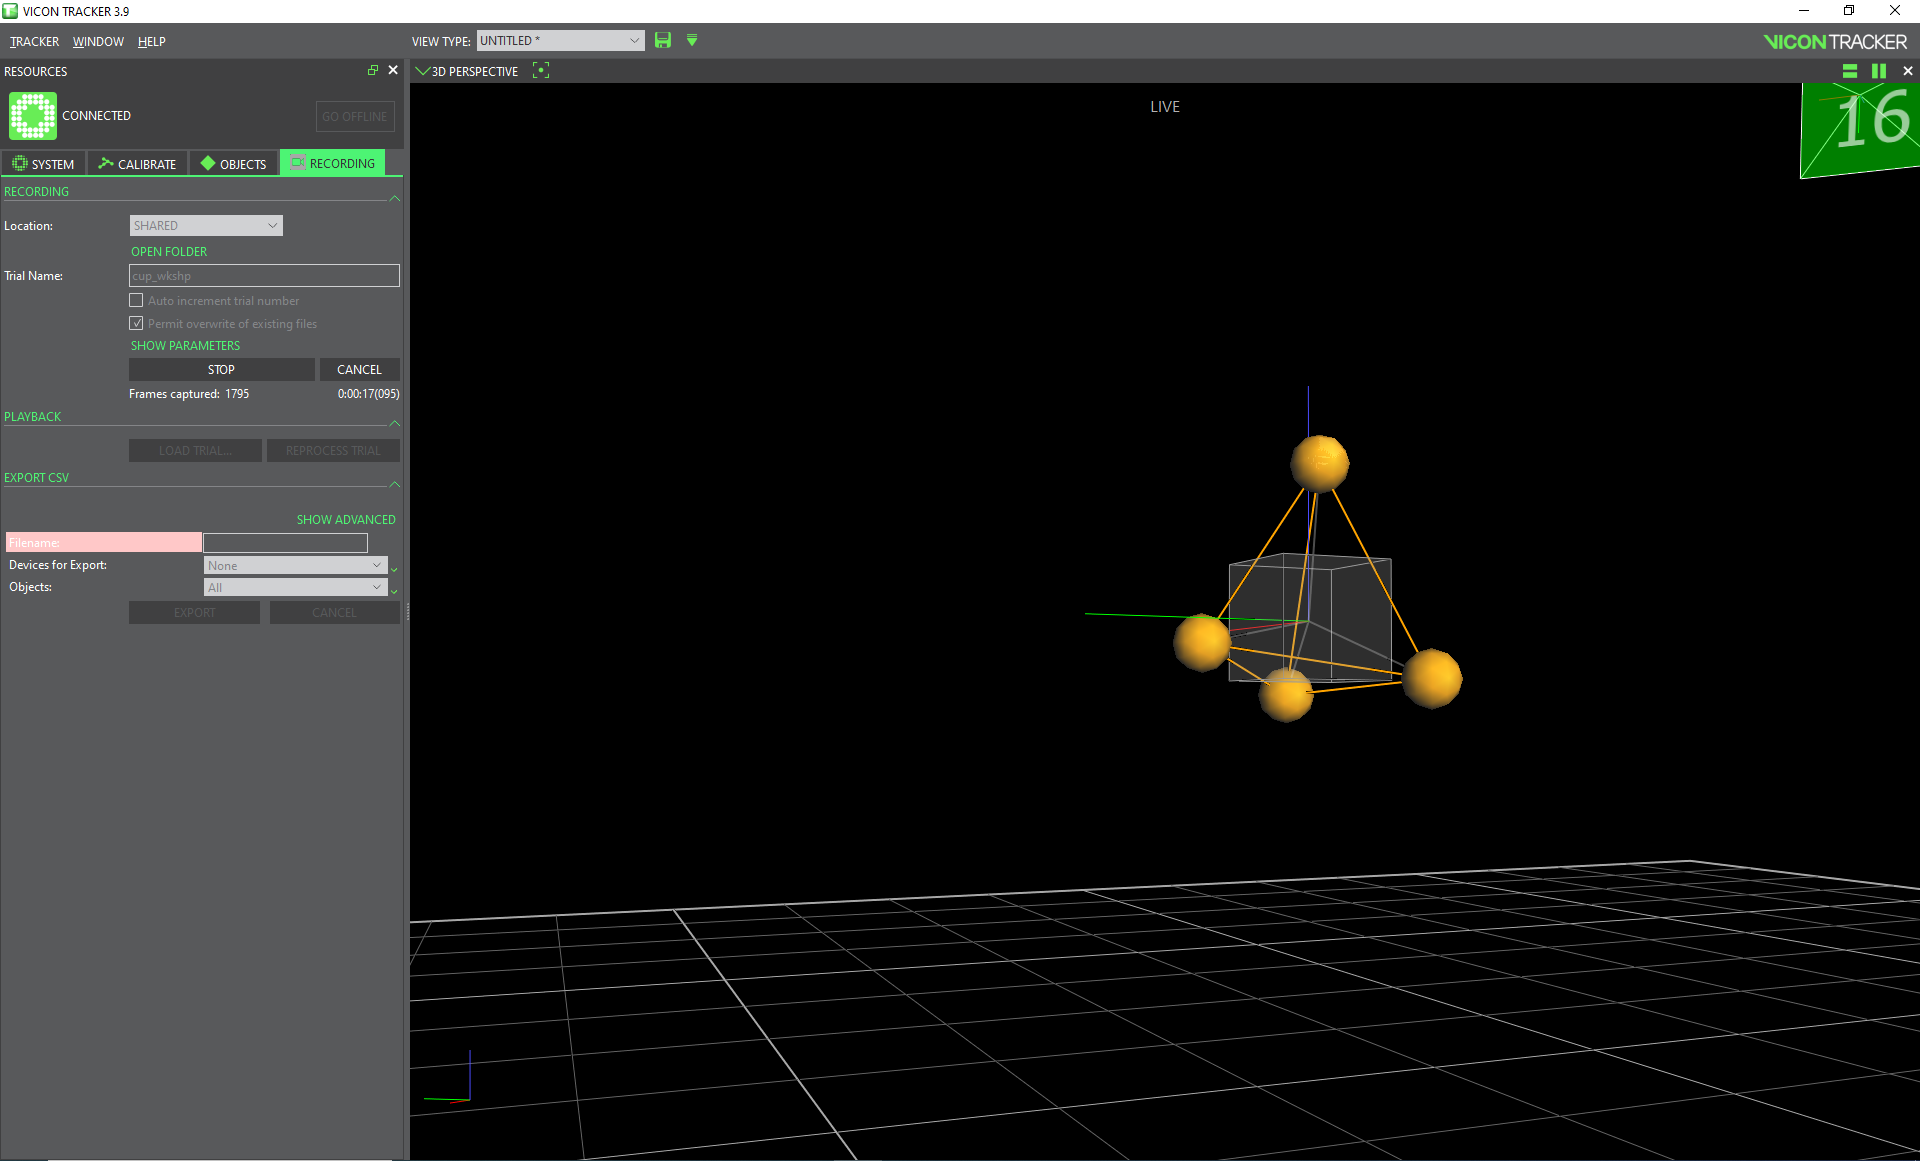 VICON TRACKER 3.9
TRACKER WINDOW HELP
VIEW TYPE: UNTITLED *
VICON TRACKER
RESOURCES
3D PERSPECTIVE
CONNECTED
GO OFFLINE
LIVE
16
SYSTEM CALIBRATE OBJECTS RECORDING
RECORDING
Location: SHARED
OPEN FOLDER
Trial Name: cup_wkshp
Auto increment trial number
Permit overwrite of existing files
SHOW PARAMETERS
STOP CANCEL
Frames captured: 1795 0:00:17(095)
PLAYBACK
LOAD TRIAL... REPROCESS TRIAL
EXPORT CSV
SHOW ADVANCED
Filename:
Devices for Export: None
Objects: All
EXPORT CANCEL